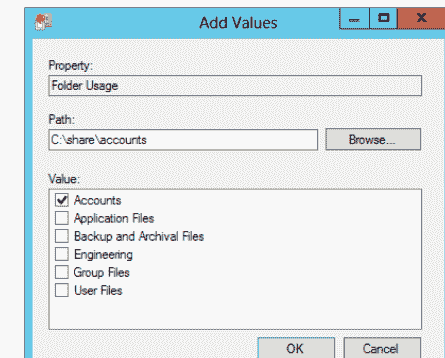 Add Values
Property:
Folder Usage
Path:
C:\share\accounts
Browse...
Value:
Accounts
Application Files
Backup and Archival Files
Engineering
Group Files
User Files
OK Cancel